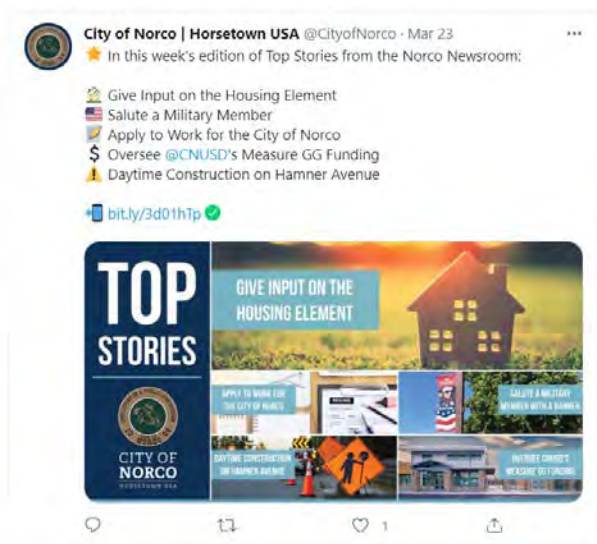 City of Norco | Horsetown USA @CityofNorco · Mar 23
In this week's edition of Top Stories from the Norco Newsroom:
Give Input on the Housing Element
Salute a Military Member
Apply to Work for the City of Norco
Oversee @CNUSD's Measure GG Funding
Daytime Construction on Hamner Avenue
bit.ly/3d01hTp
TOP
STORIES
CITY OF
NORCO
HORSETOWN USA
GIVE INPUT ON THE
HOUSING ELEMENT
APPLY TO WORK FOR
THE CITY OF NORCO
RESUME
SALUTE A MILITARY
MEMBER WITH A BANNER
DAYTIME CONSTRUCTION
ON HAMNER AVENUE
OVERSEE CNUSD'S
MEASURE GG FUNDING
1